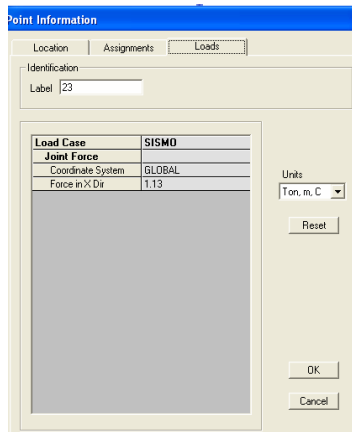 Point Information
Location
Assignments
Loads
Identification
Label 23
Load Case SISMO
Joint Force
Coordinate System GLOBAL
Force in X Dir 1.13
Units
Ton, m, C
Reset
OK
Cancel